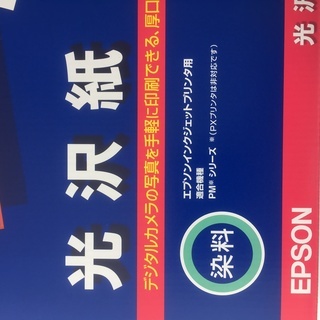 光沢紙
デジタルカメラの写真を手軽に印刷できる、厚口
エプソンインクジェットプリンタ用
適合機種
PM※シリーズ ※(PXプリンタは非対応です)
染料
光沢
EPSON